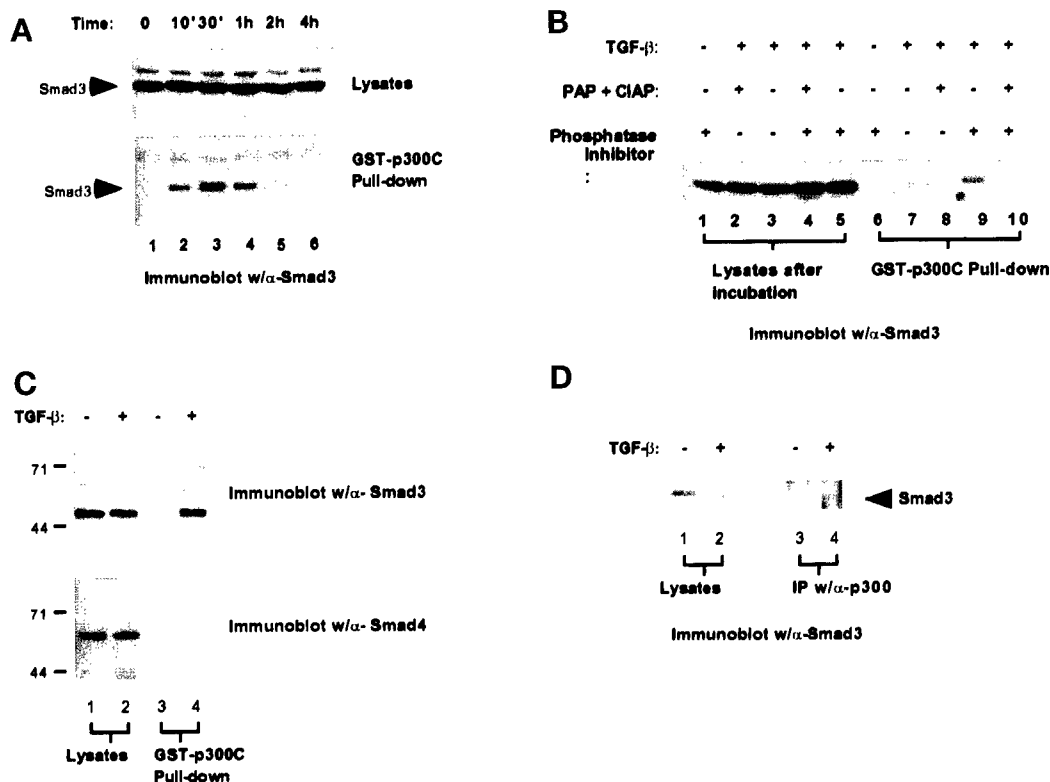 A
Time: 0 10' 30' 1h 2h 4h
Smad3
Lysates
GST-p300C
Pull-down
Smad3
1 2 3 4 5 6
Immunoblot w/α-Smad3
B
TGF-β: - + + + + - + + + +
PAP + CIAP: - + - + - - - + - +
Phosphatase
Inhibitor
: + - - + + + - - + +
1 2 3 4 5 6 7 8 9 10
Lysates after
incubation
GST-p300C Pull-down
Immunoblot w/α-Smad3
C
TGF-β: - + - +
71
44
Immunoblot w/α- Smad3
71
44
Immunoblot w/α- Smad4
1 2 3 4
Lysates
GST-p300C
Pull-down
D
TGF-β: - + - +
Smad3
1 2 3 4
Lysates
IP w/α-p300
Immunoblot w/α-Smad3